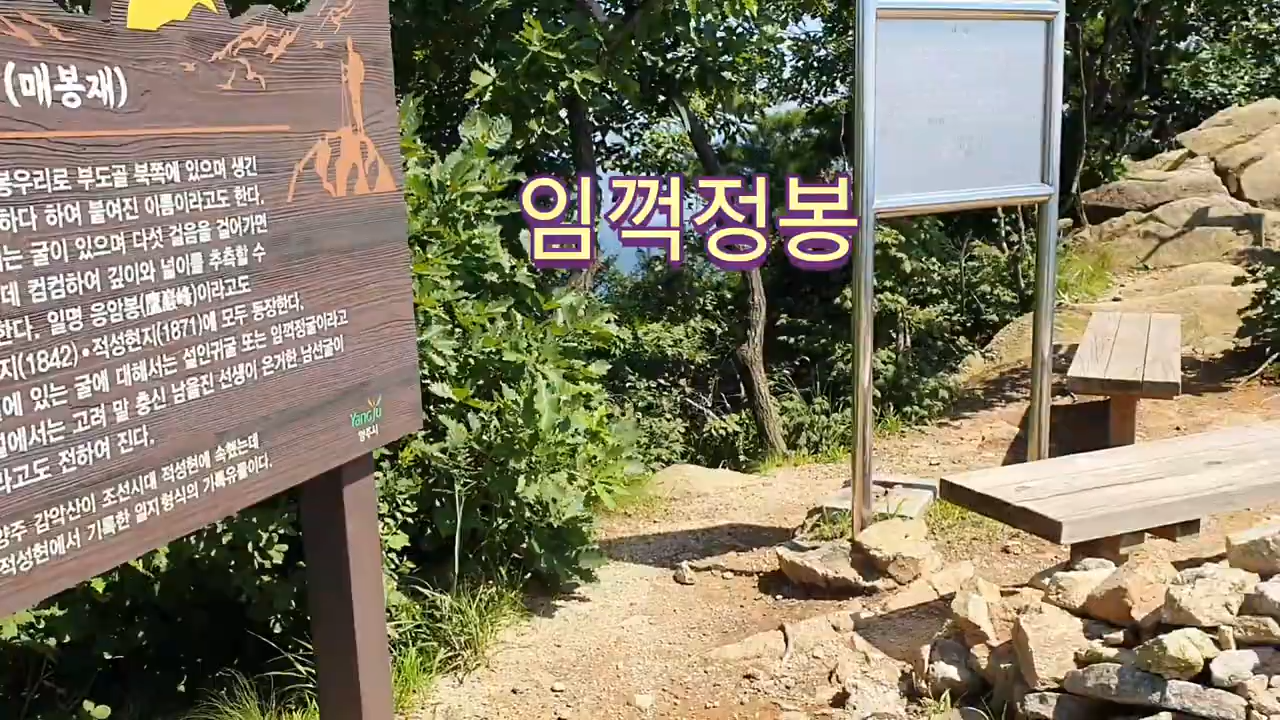 (매봉재)
봉우리로 부도골 북쪽에 있으며 생긴
하다 하여 붙여진 이름이라고도 한다.
는 굴이 있으며 다섯 걸음을 걸어가면
데 컴컴하여 깊이와 넓이를 추측할 수
한다. 일명 응암봉(鷹巖峰)이라고도
지(1842)•적성현지(1871)에 모두 등장한다.
에 있는 굴에 대해서는 설인귀굴 또는 임꺽정굴이라고
에서는 고려 말 충신 남을진 선생이 은거한 남선굴이
라고도 전하여 진다.
양주 감악산이 조선시대 적성현에 속했는데
적성현에서 기록한 읍지형식의 기록유물이다.
Yangju
양주시
임꺽정봉